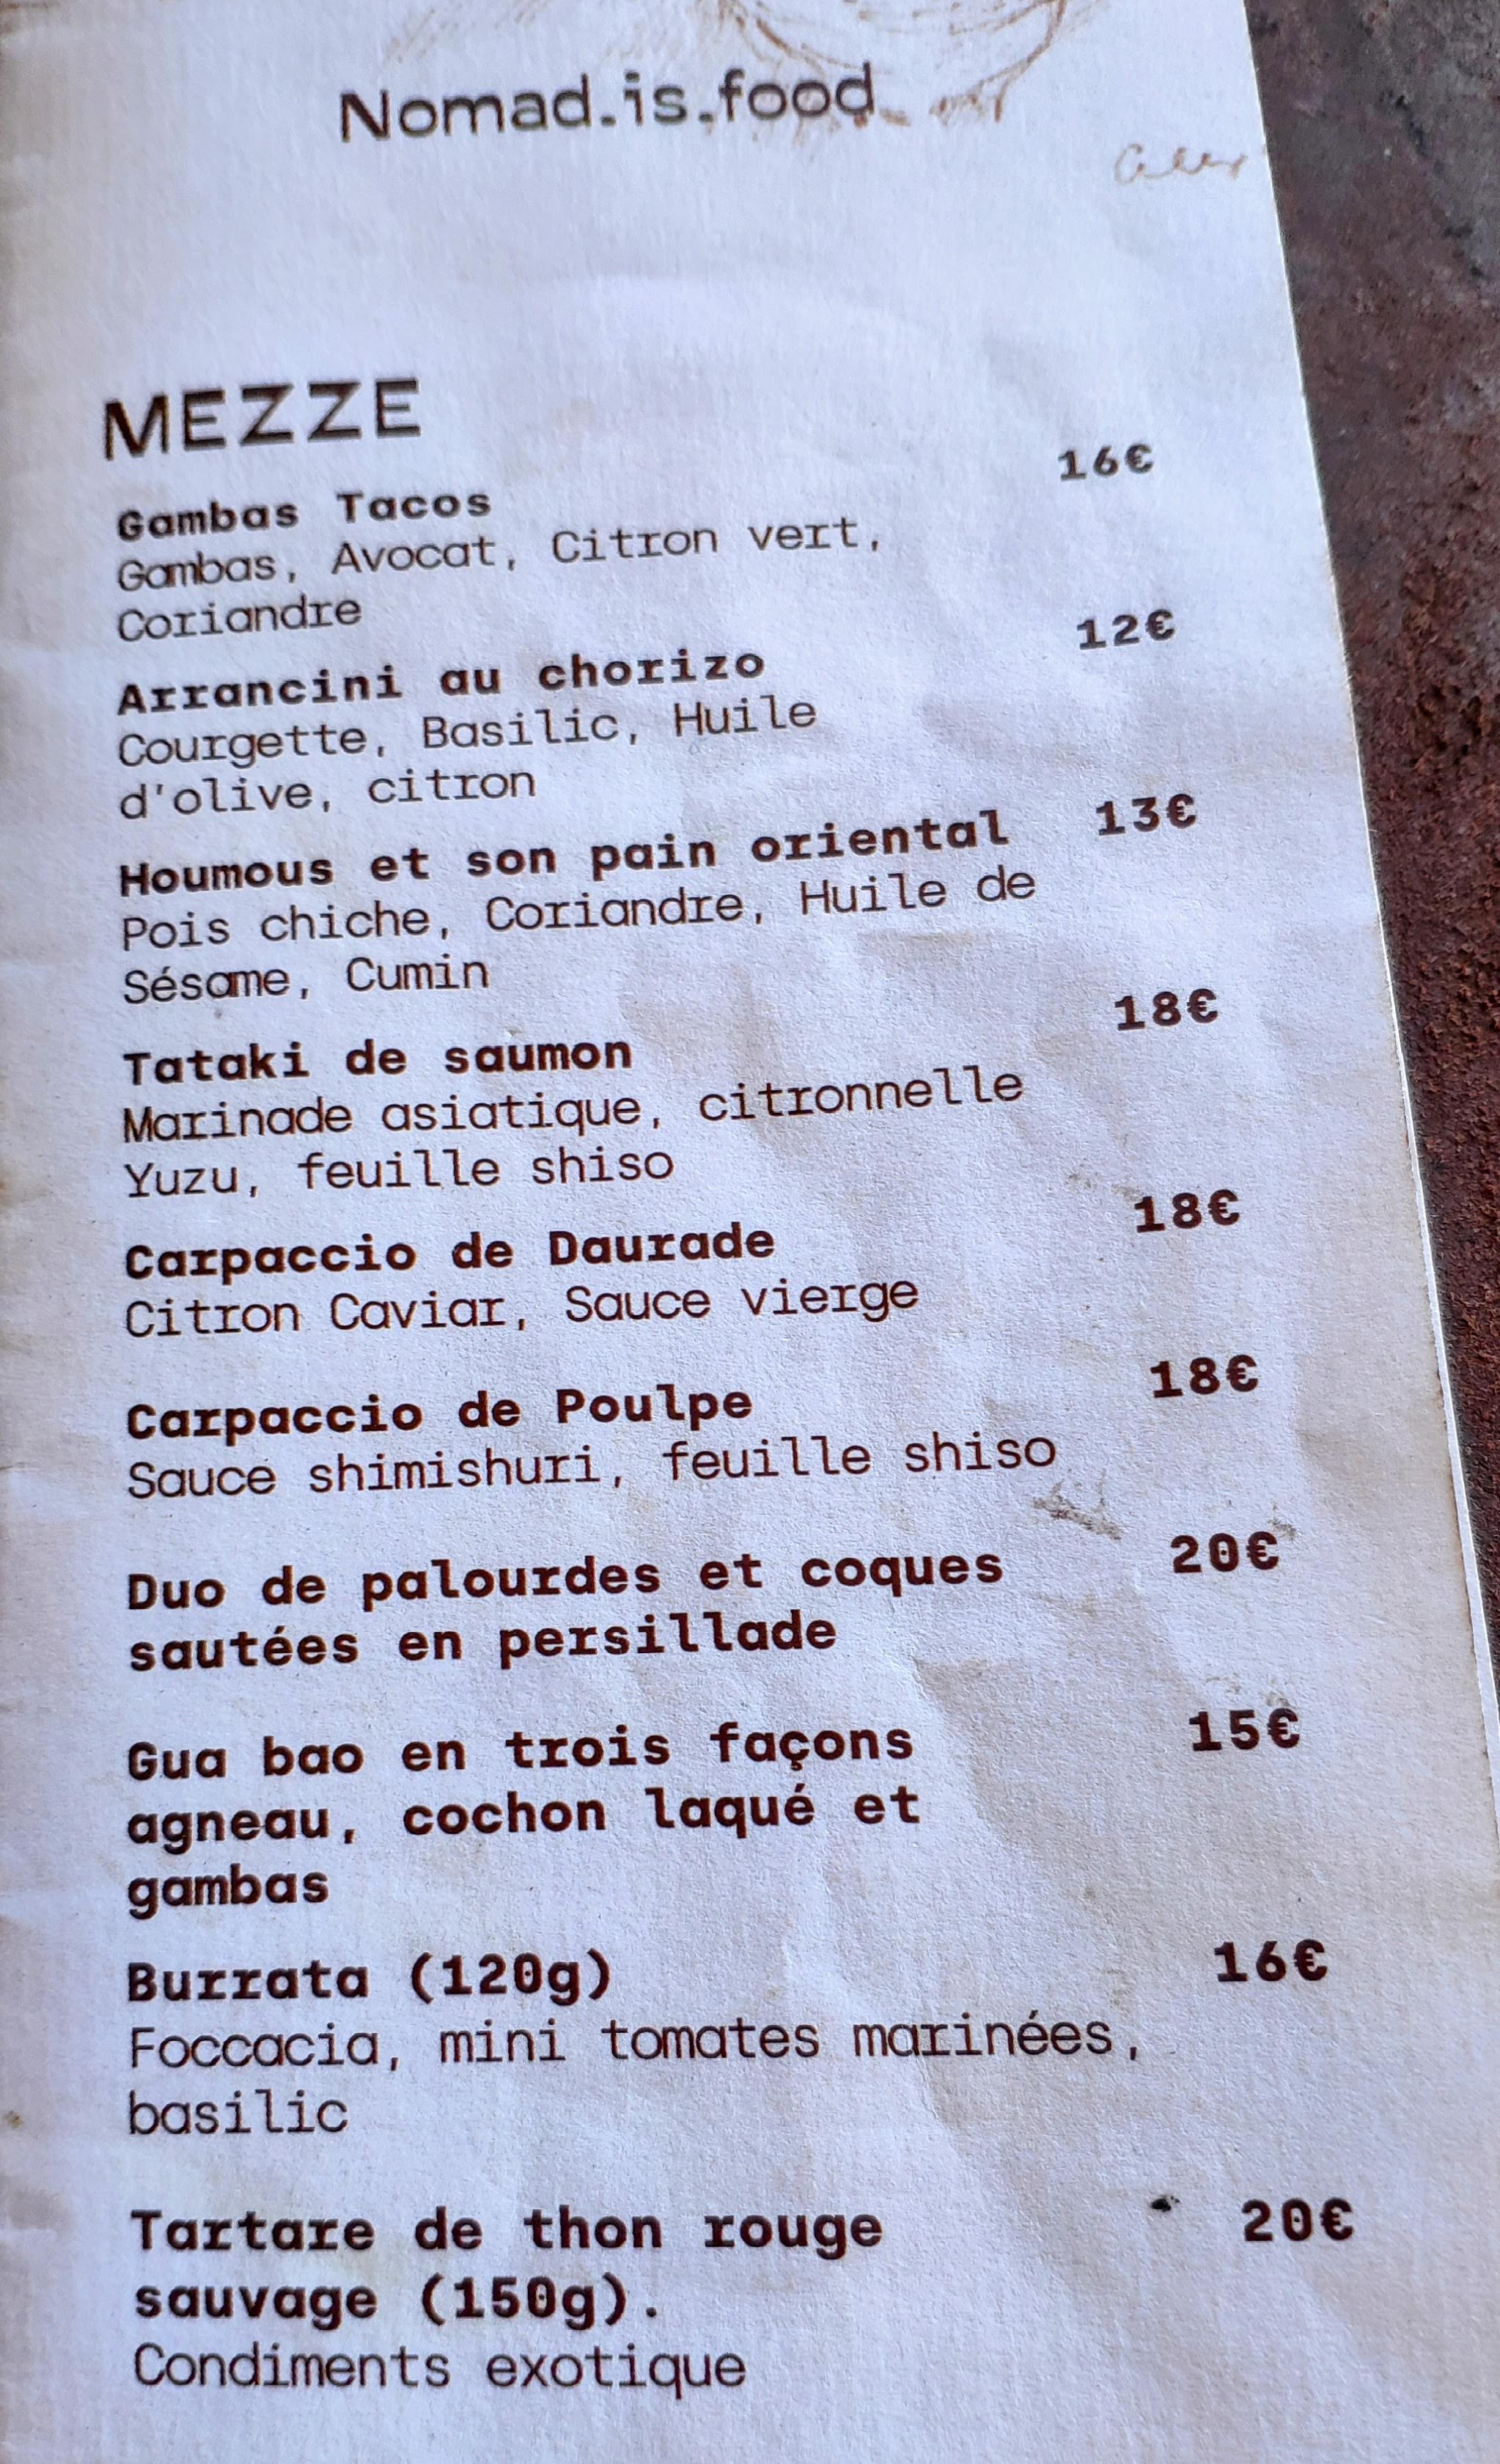 Nomad.is.food
MEZZE
Gambas Tacos 16€
Gambas, Avocat, Citron vert,
Coriandre
Arrancini au chorizo 12€
Courgette, Basilic, Huile
d'olive, citron
Houmous et son pain oriental 13€
Pois chiche, Coriandre, Huile de
Sésame, Cumin
Tataki de saumon 18€
Marinade asiatique, citronnelle
Yuzu, feuille shiso
Carpaccio de Daurade 18€
Citron Caviar, Sauce vierge
Carpaccio de Poulpe 18€
Sauce shimishuri, feuille shiso
Duo de palourdes et coques 20€
sautées en persillade
Gua bao en trois façons 15€
agneau, cochon laqué et
gambas
Burrata (120g) 16€
Foccacia, mini tomates marinées,
basilic
Tartare de thon rouge 20€
sauvage (150g).
Condiments exotique